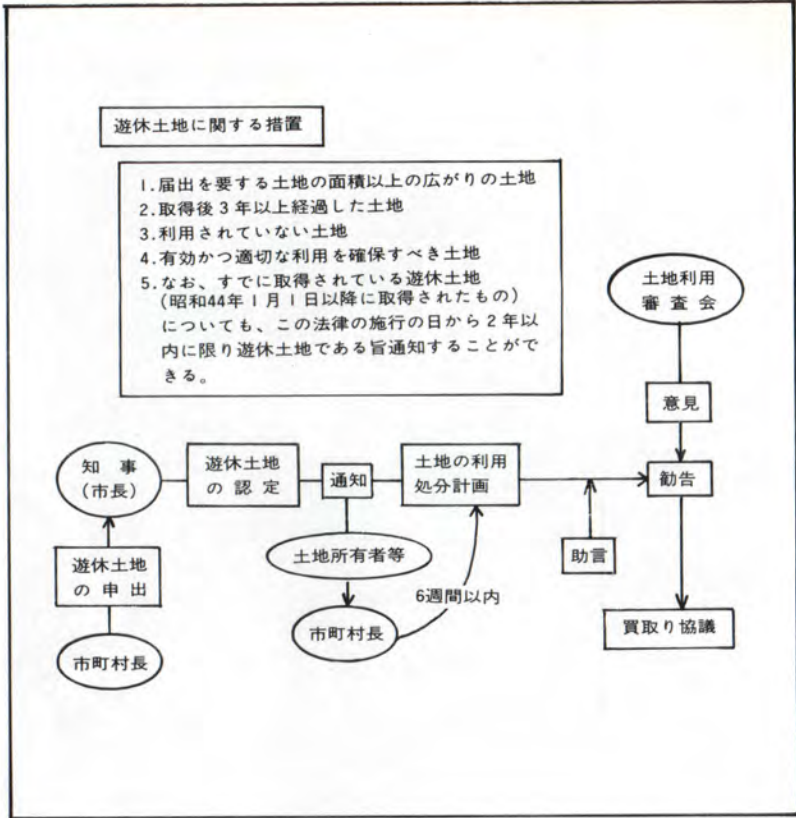 遊休土地に関する措置
1.届出を要する土地の面積以上の広がりの土地
2.取得後3年以上経過した土地
3.利用されていない土地
4.有効かつ適切な利用を確保すべき土地
5.なお、すでに取得されている遊休土地
(昭和44年1月1日以降に取得されたもの)
についても、この法律の施行の日から2年以
内に限り遊休土地である旨通知することがで
きる。
土地利用
審査会
意見
知事
(市長)
遊休土地
の認定
通知
土地の利用
処分計画
勧告
遊休土地
の申出
土地所有者等
助言
6週間以内
市町村長
市町村長
買取り協議